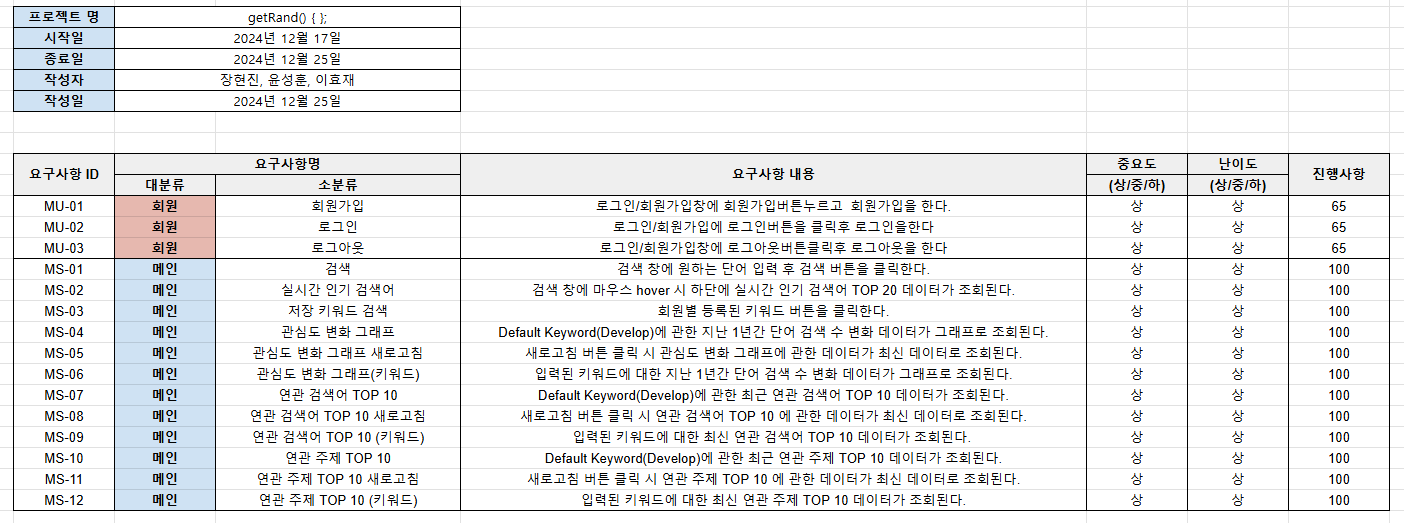 프로젝트 명 getRand() { };
시작일 2024년 12월 17일
종료일 2024년 12월 25일
작성자 장현진, 윤성훈, 이효재
작성일 2024년 12월 25일
요구사항 ID 요구사항명 요구사항 내용 중요도 난이도 진행사항
대분류 소분류 (상/중/하) (상/중/하)
MU-01 회원 회원가입 로그인/회원가입창에 회원가입버튼누르고  회원가입을 한다. 상 상 65
MU-02 회원 로그인 로그인/회원가입에 로그인버튼을 클릭후 로그인을한다 상 상 65
MU-03 회원 로그아웃 로그인/회원가입창에 로그아웃버튼클릭후 로그아웃을 한다 상 상 65
MS-01 메인 검색 검색 창에 원하는 단어 입력 후 검색 버튼을 클릭한다. 상 상 100
MS-02 메인 실시간 인기 검색어 검색 창에 마우스 hover 시 하단에 실시간 인기 검색어 TOP 20 데이터가 조회된다. 상 상 100
MS-03 메인 저장 키워드 검색 회원별 등록된 키워드 버튼을 클릭한다. 상 상 100
MS-04 메인 관심도 변화 그래프 Default Keyword(Develop)에 관한 지난 1년간 단어 검색 수 변화 데이터가 그래프로 조회된다. 상 상 100
MS-05 메인 관심도 변화 그래프 새로고침 새로고침 버튼 클릭 시 관심도 변화 그래프에 관한 데이터가 최신 데이터로 조회된다. 상 상 100
MS-06 메인 관심도 변화 그래프(키워드) 입력된 키워드에 대한 지난 1년간 단어 검색 수 변화 데이터가 그래프로 조회된다. 상 상 100
MS-07 메인 연관 검색어 TOP 10 Default Keyword(Develop)에 관한 최근 연관 검색어 TOP 10 데이터가 조회된다. 상 상 100
MS-08 메인 연관 검색어 TOP 10 새로고침 새로고침 버튼 클릭 시 연관 검색어 TOP 10 에 관한 데이터가 최신 데이터로 조회된다. 상 상 100
MS-09 메인 연관 검색어 TOP 10 (키워드) 입력된 키워드에 대한 최신 연관 검색어 TOP 10 데이터가 조회된다. 상 상 100
MS-10 메인 연관 주제 TOP 10 Default Keyword(Develop)에 관한 최근 연관 주제 TOP 10 데이터가 조회된다. 상 상 100
MS-11 메인 연관 주제 TOP 10 새로고침 새로고침 버튼 클릭 시 연관 주제 TOP 10 에 관한 데이터가 최신 데이터로 조회된다. 상 상 100
MS-12 메인 연관 주제 TOP 10 (키워드) 입력된 키워드에 대한 최신 연관 주제 TOP 10 데이터가 조회된다. 상 상 100